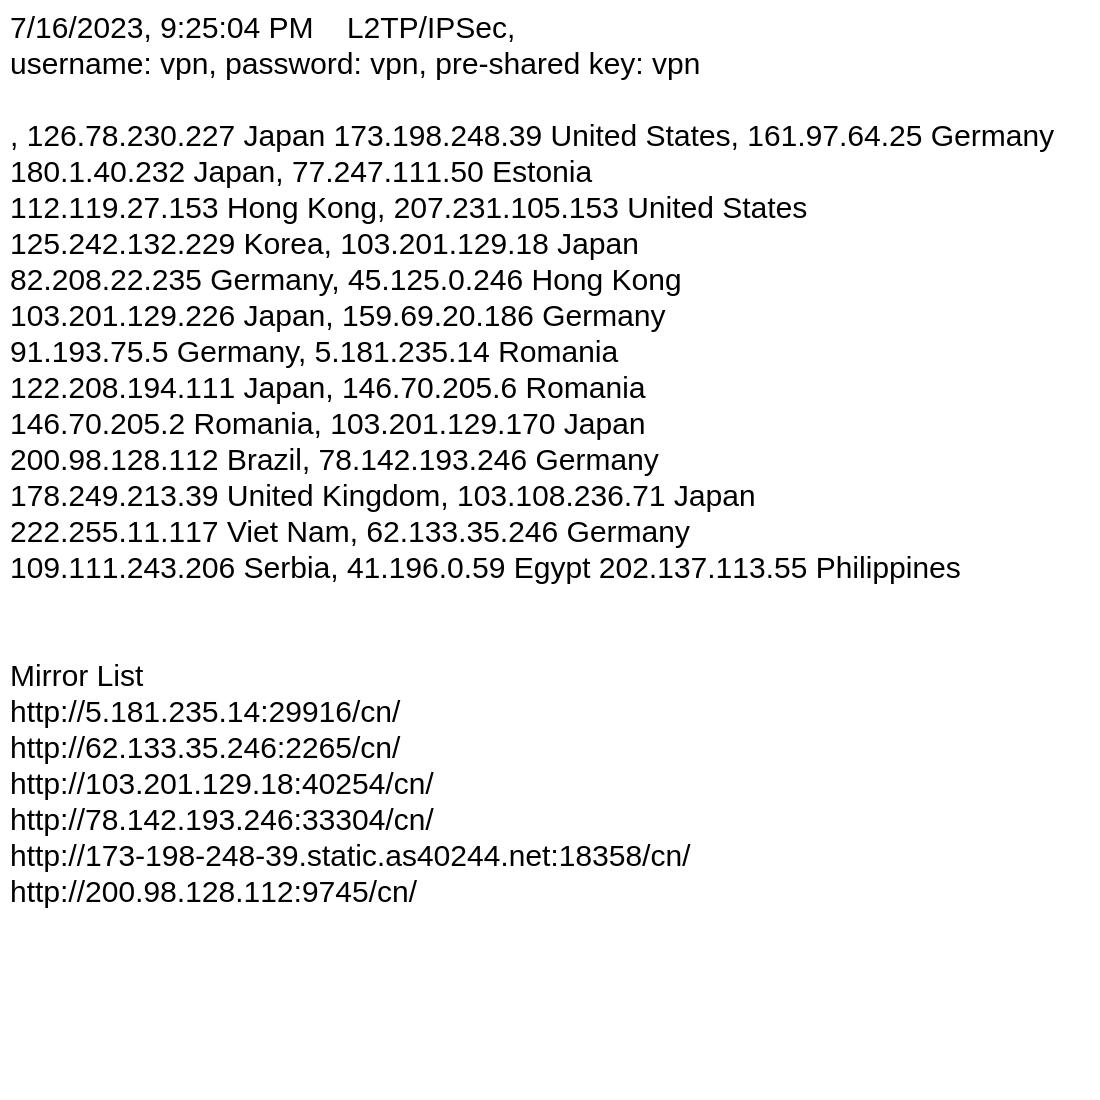 7/16/2023, 9:25:04 PM    L2TP/IPSec,
username: vpn, password: vpn, pre-shared key: vpn
, 126.78.230.227 Japan 173.198.248.39 United States, 161.97.64.25 Germany
180.1.40.232 Japan, 77.247.111.50 Estonia
112.119.27.153 Hong Kong, 207.231.105.153 United States
125.242.132.229 Korea, 103.201.129.18 Japan
82.208.22.235 Germany, 45.125.0.246 Hong Kong
103.201.129.226 Japan, 159.69.20.186 Germany
91.193.75.5 Germany, 5.181.235.14 Romania
122.208.194.111 Japan, 146.70.205.6 Romania
146.70.205.2 Romania, 103.201.129.170 Japan
200.98.128.112 Brazil, 78.142.193.246 Germany
178.249.213.39 United Kingdom, 103.108.236.71 Japan
222.255.11.117 Viet Nam, 62.133.35.246 Germany
109.111.243.206 Serbia, 41.196.0.59 Egypt 202.137.113.55 Philippines
Mirror List
http://5.181.235.14:29916/cn/
http://62.133.35.246:2265/cn/
http://103.201.129.18:40254/cn/
http://78.142.193.246:33304/cn/
http://173-198-248-39.static.as40244.net:18358/cn/
http://200.98.128.112:9745/cn/